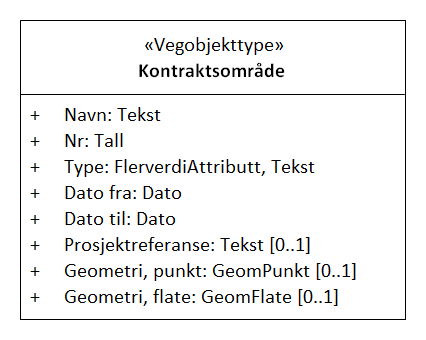 «Vegobjekttype»
Kontraktsområde
+ Navn: Tekst
+ Nr: Tall
+ Type: FlerverdiAttributt, Tekst
+ Dato fra: Dato
+ Dato til: Dato
+ Prosjektreferanse: Tekst [0..1]
+ Geometri, punkt: GeomPunkt [0..1]
+ Geometri, flate: GeomFlate [0..1]